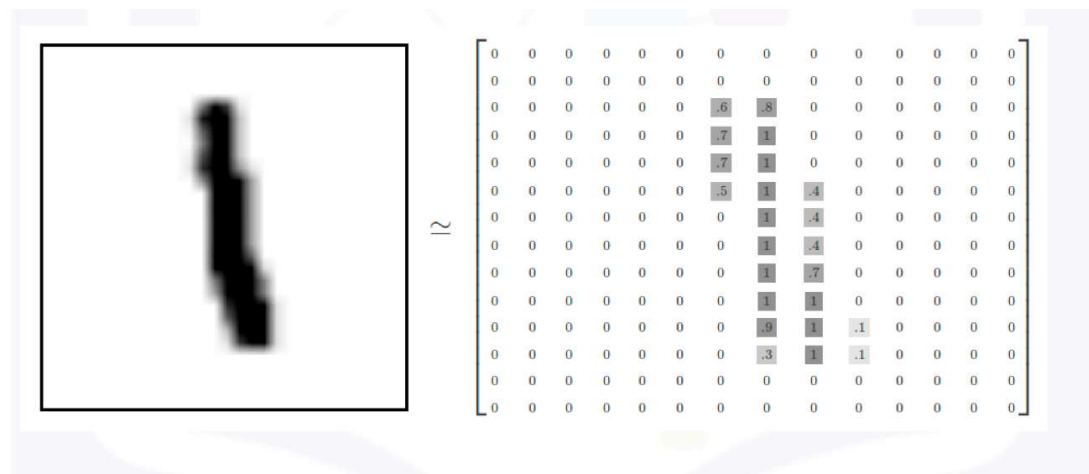 0 0 0 0 0 0 0 0 0 0 0 0 0 0
0 0 0 0 0 0 0 0 0 0 0 0 0 0
0 0 0 0 0 0 .6 .8 0 0 0 0 0 0
0 0 0 0 0 0 .7 1 0 0 0 0 0 0
0 0 0 0 0 0 .7 1 0 0 0 0 0 0
0 0 0 0 0 0 .5 1 .4 0 0 0 0 0
≃ 0 0 0 0 0 0 0 1 .4 0 0 0 0 0
0 0 0 0 0 0 0 1 .4 0 0 0 0 0
0 0 0 0 0 0 0 1 .7 0 0 0 0 0
0 0 0 0 0 0 0 1 1 0 0 0 0 0
0 0 0 0 0 0 0 .9 1 .1 0 0 0 0
0 0 0 0 0 0 0 .3 1 .1 0 0 0 0
0 0 0 0 0 0 0 0 0 0 0 0 0 0
0 0 0 0 0 0 0 0 0 0 0 0 0 0